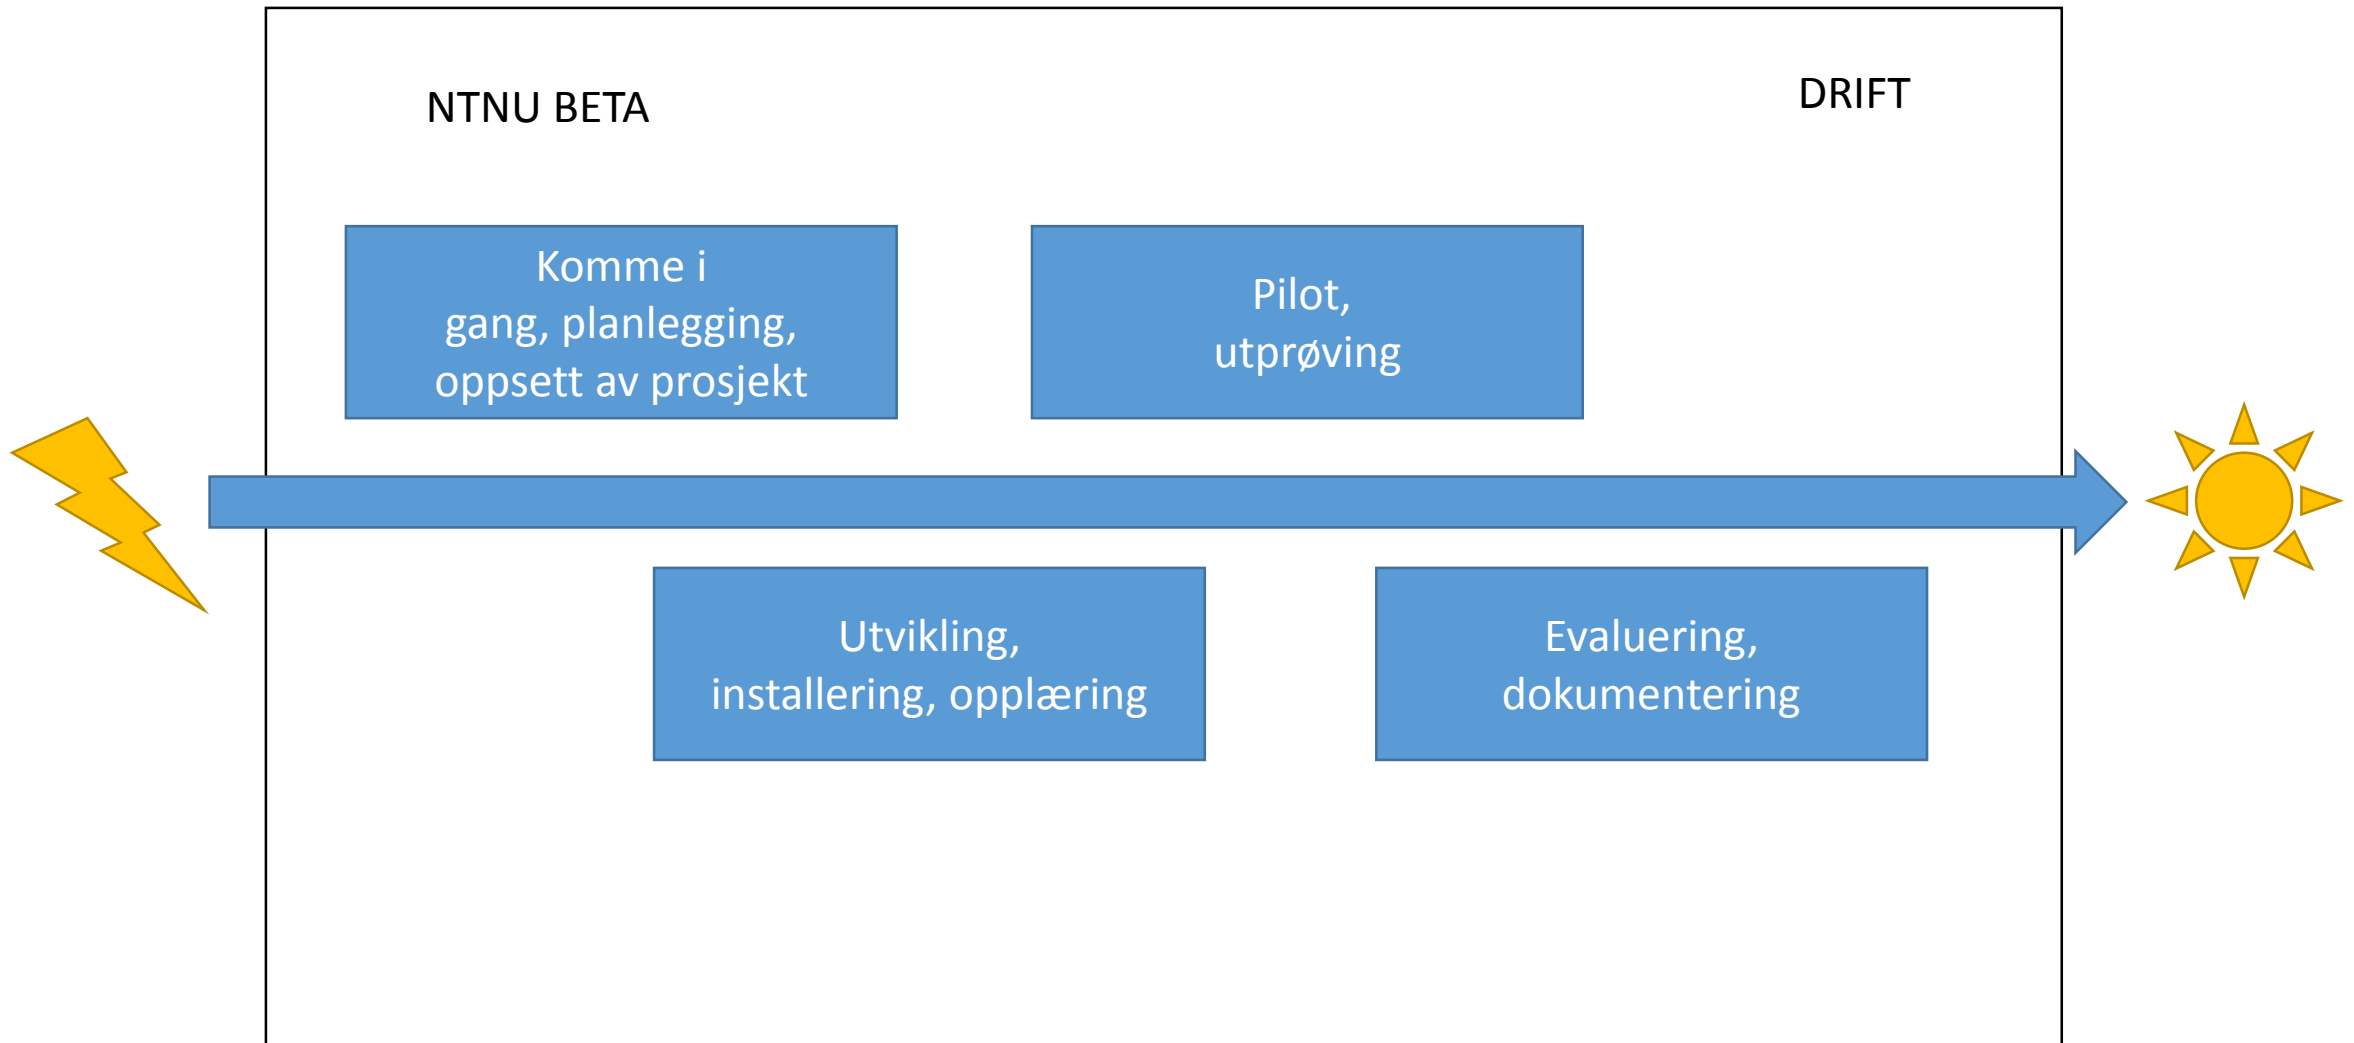 NTNU BETA
DRIFT
Komme i
gang, planlegging,
oppsett av prosjekt
Pilot,
utprøving
Utvikling,
installering, opplæring
Evaluering,
dokumentering